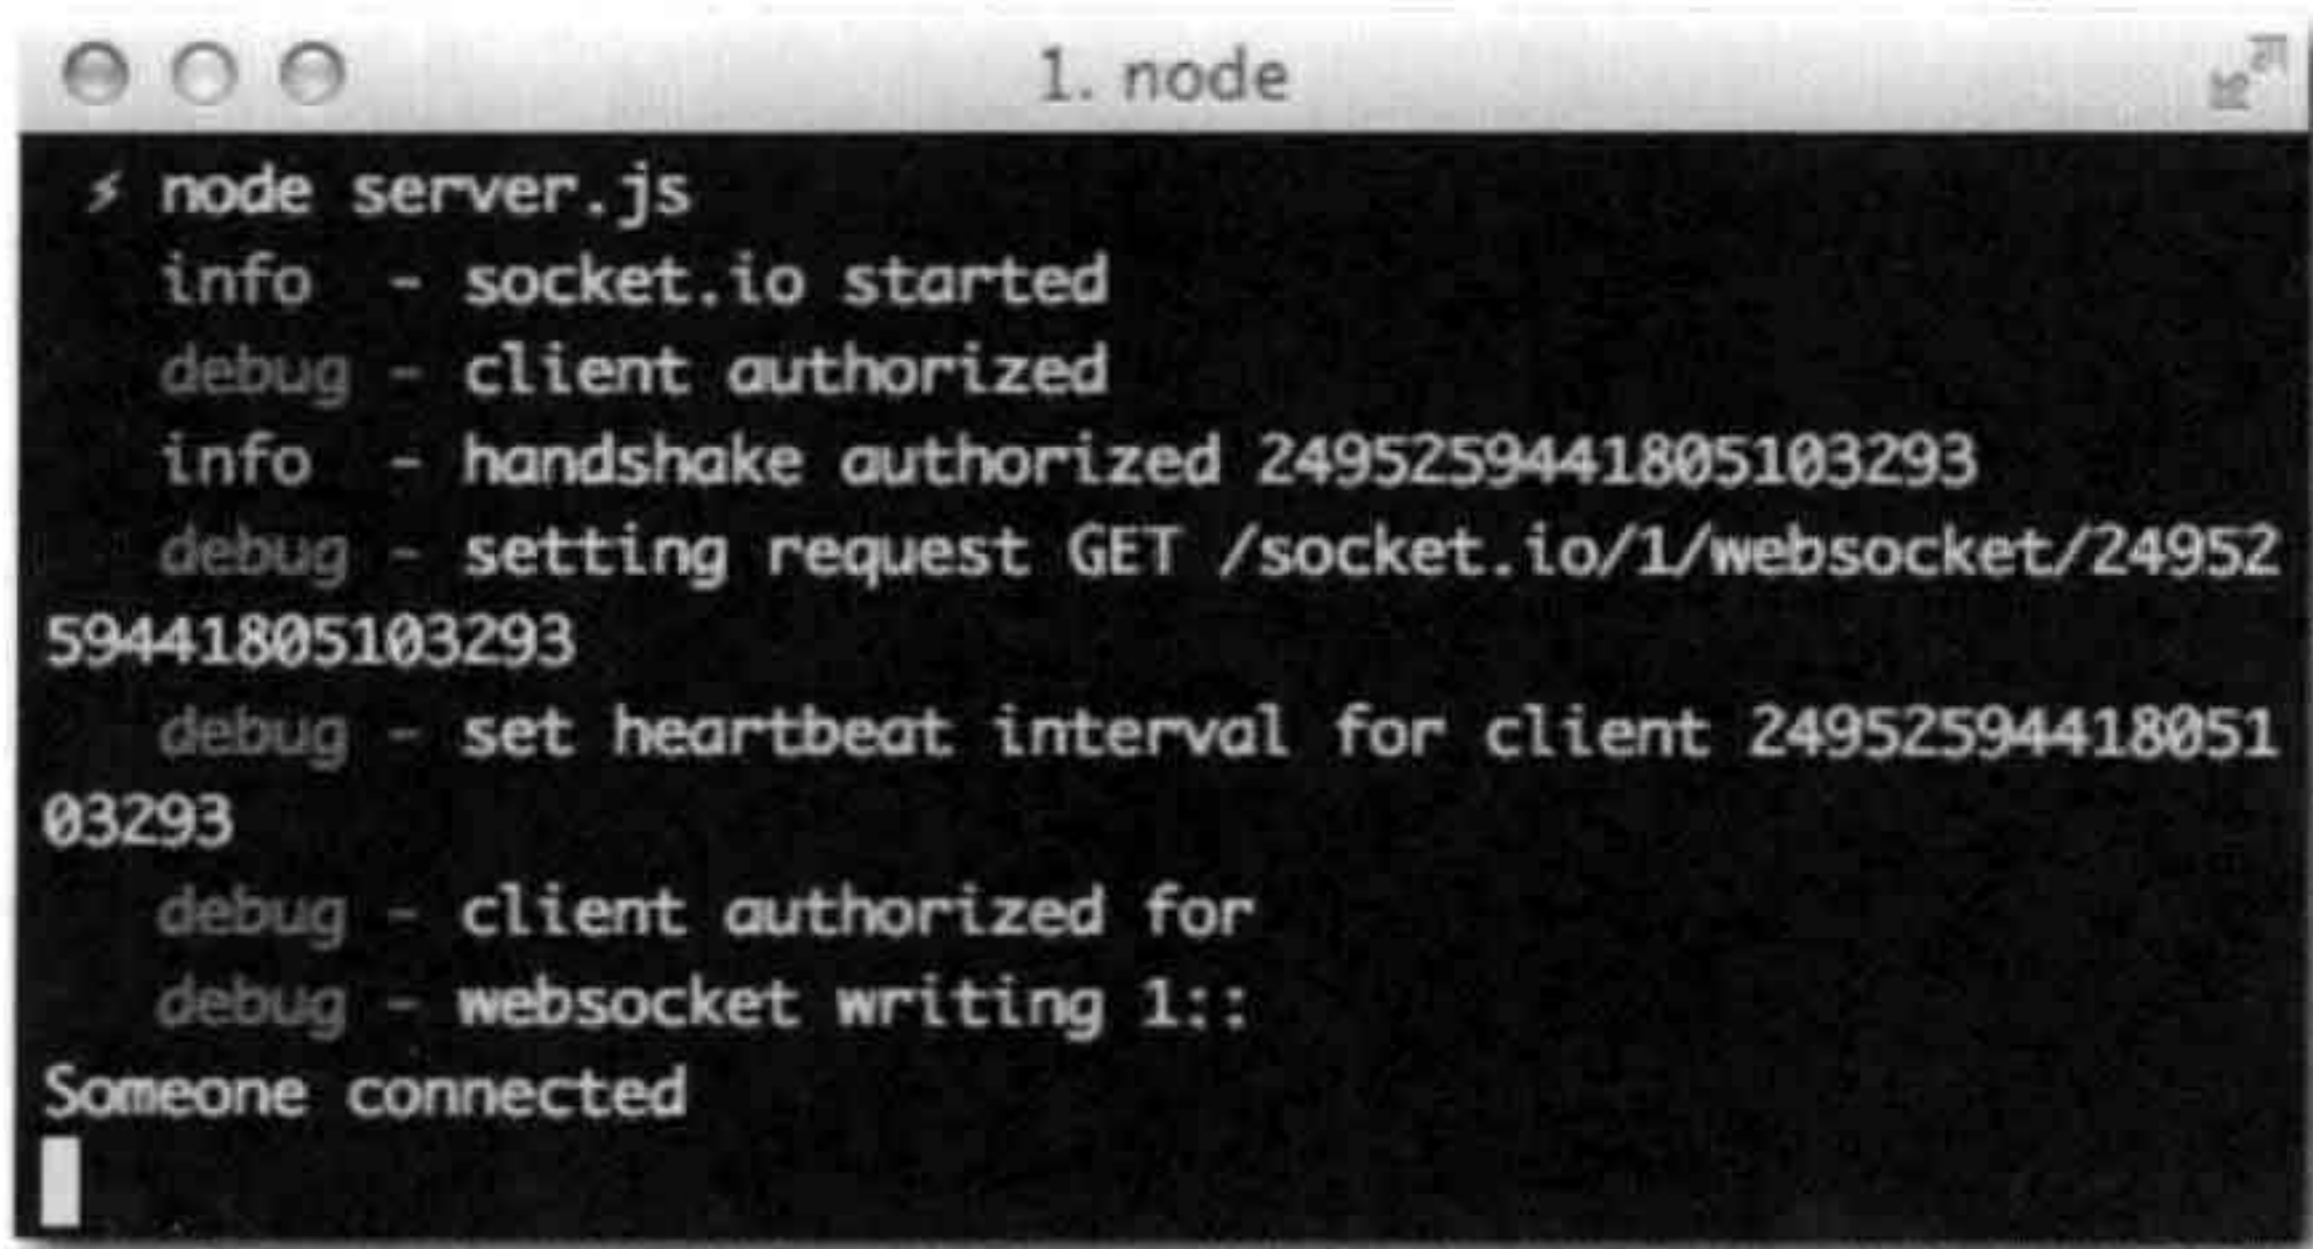 1. node
⚡ node server.js
info - socket.io started
debug - client authorized
info - handshake authorized 2495259441805103293
debug - setting request GET /socket.io/1/websocket/24952
59441805103293
debug - set heartbeat interval for client 24952594418051
03293
debug - client authorized for
debug - websocket writing 1::
Someone connected